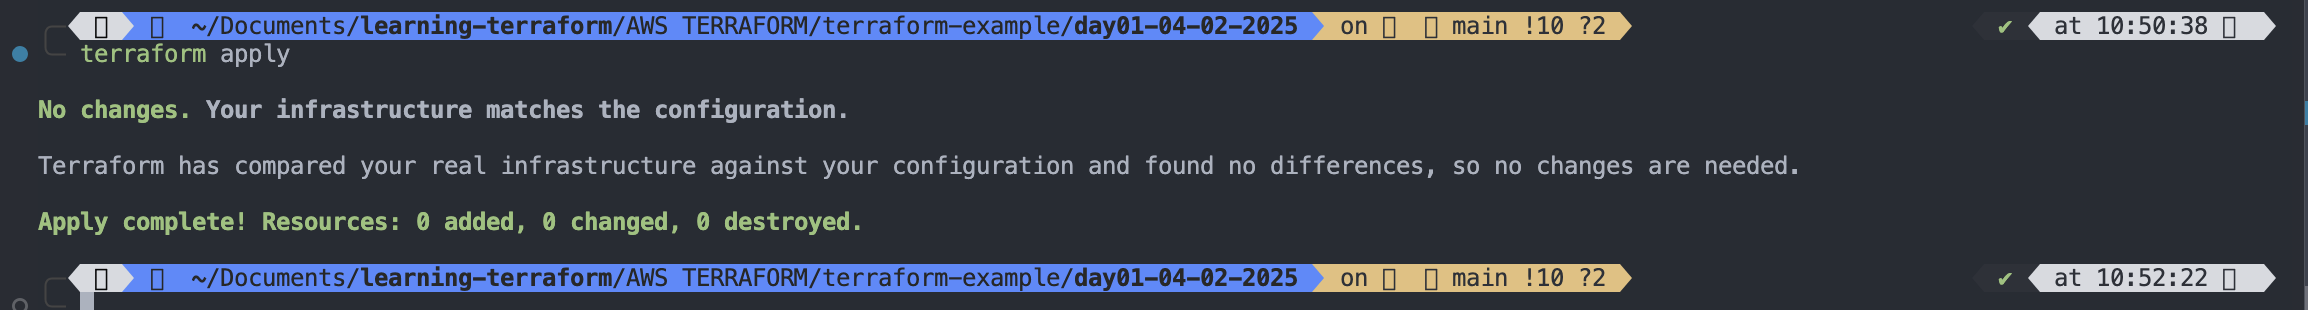 ~/Documents/learning-terraform/AWS TERRAFORM/terraform-example/day01-04-02-2025 on main !10 ?2 ✔ at 10:50:38
terraform apply
No changes. Your infrastructure matches the configuration.
Terraform has compared your real infrastructure against your configuration and found no differences, so no changes are needed.
Apply complete! Resources: 0 added, 0 changed, 0 destroyed.
~/Documents/learning-terraform/AWS TERRAFORM/terraform-example/day01-04-02-2025 on main !10 ?2 ✔ at 10:52:22